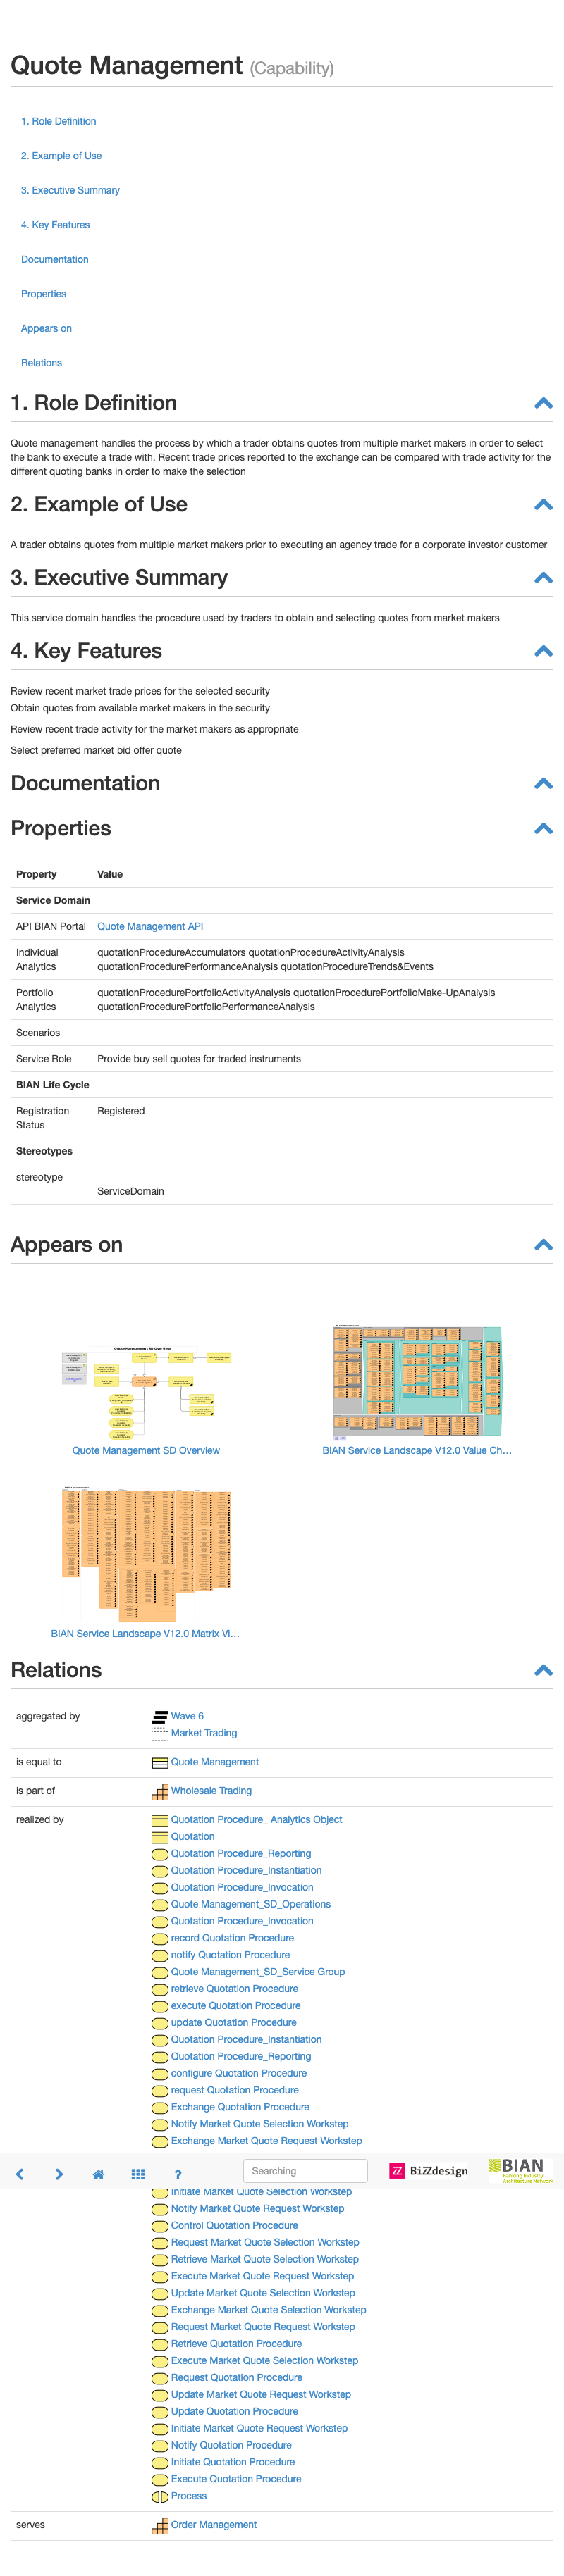 Quote Management (Capability)
1. Role Definition
2. Example of Use
3. Executive Summary
4. Key Features
Documentation
Properties
Appears on
Relations
1. Role Definition
Quote management handles the process by which a trader obtains quotes from multiple market makers in order to select
the bank to execute a trade with. Recent trade prices reported to the exchange can be compared with trade activity for the
different quoting banks in order to make the selection
2. Example of Use
A trader obtains quotes from multiple market makers prior to executing an agency trade for a corporate investor customer
3. Executive Summary
This service domain handles the procedure used by traders to obtain and selecting quotes from market makers
4. Key Features
Review recent market trade prices for the selected security
Obtain quotes from available market makers in the security
Review recent trade activity for the market makers as appropriate
Select preferred market bid offer quote
Documentation
Properties
Property Value
Service Domain
API BIAN Portal Quote Management API
Individual quotationProcedureAccumulators quotationProcedureActivityAnalysis
Analytics quotationProcedurePerformanceAnalysis quotationProcedureTrends&Events
Portfolio quotationProcedurePortfolioActivityAnalysis quotationProcedurePortfolioMake-UpAnalysis
Analytics quotationProcedurePortfolioPerformanceAnalysis
Scenarios
Service Role Provide buy sell quotes for traded instruments
BIAN Life Cycle
Registration Registered
Status
Stereotypes
stereotype
ServiceDomain
Appears on
Quote Management SD Overview
Quote Management SD Overview BIAN Service Landscape V12.0 Value Ch...
BIAN Service Landscape V12.0 Matrix Vi...
Relations
aggregated by Wave 6
Market Trading
is equal to Quote Management
is part of Wholesale Trading
realized by Quotation Procedure_ Analytics Object
Quotation
Quotation Procedure_Reporting
Quotation Procedure_Instantiation
Quotation Procedure_Invocation
Quote Management_SD_Operations
Quotation Procedure_Invocation
record Quotation Procedure
notify Quotation Procedure
Quote Management_SD_Service Group
retrieve Quotation Procedure
execute Quotation Procedure
update Quotation Procedure
Quotation Procedure_Instantiation
Quotation Procedure_Reporting
configure Quotation Procedure
request Quotation Procedure
Exchange Quotation Procedure
Notify Market Quote Selection Workstep
Exchange Market Quote Request Workstep
? Searching BiZZdesign BIAN
Banking Industry
Architecture Network
Initiate Market Quote Selection Workstep
Notify Market Quote Request Workstep
Control Quotation Procedure
Request Market Quote Selection Workstep
Retrieve Market Quote Selection Workstep
Execute Market Quote Request Workstep
Update Market Quote Selection Workstep
Exchange Market Quote Selection Workstep
Request Market Quote Request Workstep
Retrieve Quotation Procedure
Execute Market Quote Selection Workstep
Request Quotation Procedure
Update Market Quote Request Workstep
Update Quotation Procedure
Initiate Market Quote Request Workstep
Notify Quotation Procedure
Initiate Quotation Procedure
Execute Quotation Procedure
Process
serves Order Management